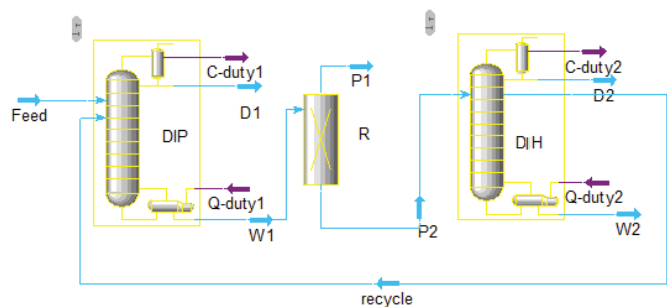 C-duty1
P1
C-duty2
Feed
D1
D2
DIP
R
DIH
Q-duty1
Q-duty2
W1
P2
W2
recycle